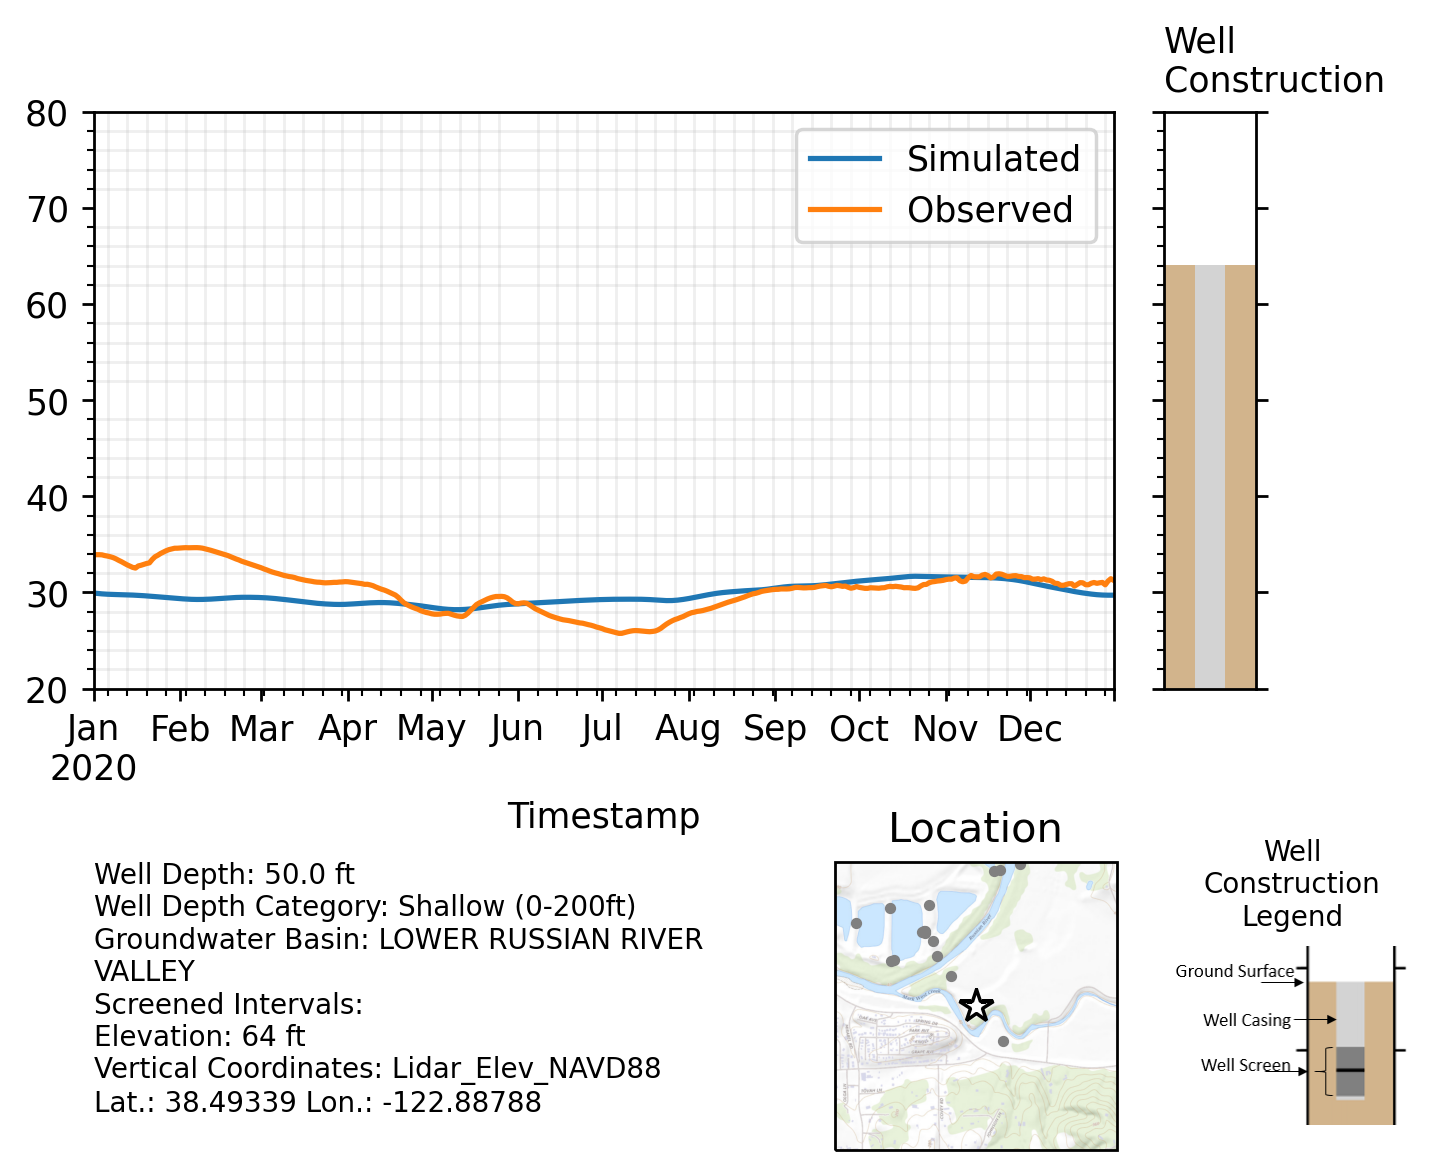 Well
Construction
80
70
60
50
40
30
20
Simulated
Observed
Jan Feb Mar Apr May Jun Jul Aug Sep Oct Nov Dec
2020
Timestamp
Well Depth: 50.0 ft
Well Depth Category: Shallow (0-200ft)
Groundwater Basin: LOWER RUSSIAN RIVER
VALLEY
Screened Intervals:
Elevation: 64 ft
Vertical Coordinates: Lidar_Elev_NAVD88
Lat.: 38.49339 Lon.: -122.88788
Location
Well
Construction
Legend
Ground Surface
Well Casing
Well Screen